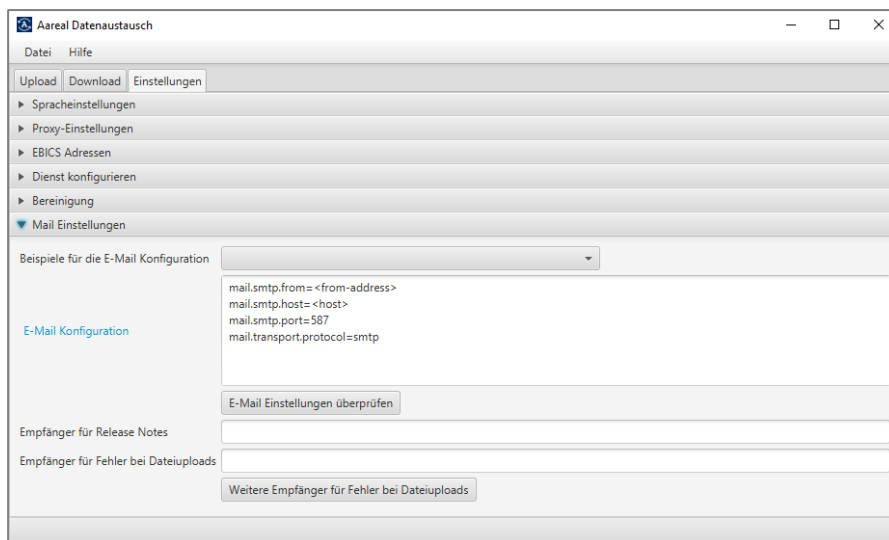 Aareal Datenaustausch
Datei Hilfe
Upload Download Einstellungen
Spracheinstellungen
Proxy-Einstellungen
EBICS Adressen
Dienst konfigurieren
Bereinigung
Mail Einstellungen
Beispiele für die E-Mail Konfiguration
E-Mail Konfiguration
mail.smtp.from=<from-address>
mail.smtp.host=<host>
mail.smtp.port=587
mail.transport.protocol=smtp
E-Mail Einstellungen überprüfen
Empfänger für Release Notes
Empfänger für Fehler bei Dateiuploads
Weitere Empfänger für Fehler bei Dateiuploads